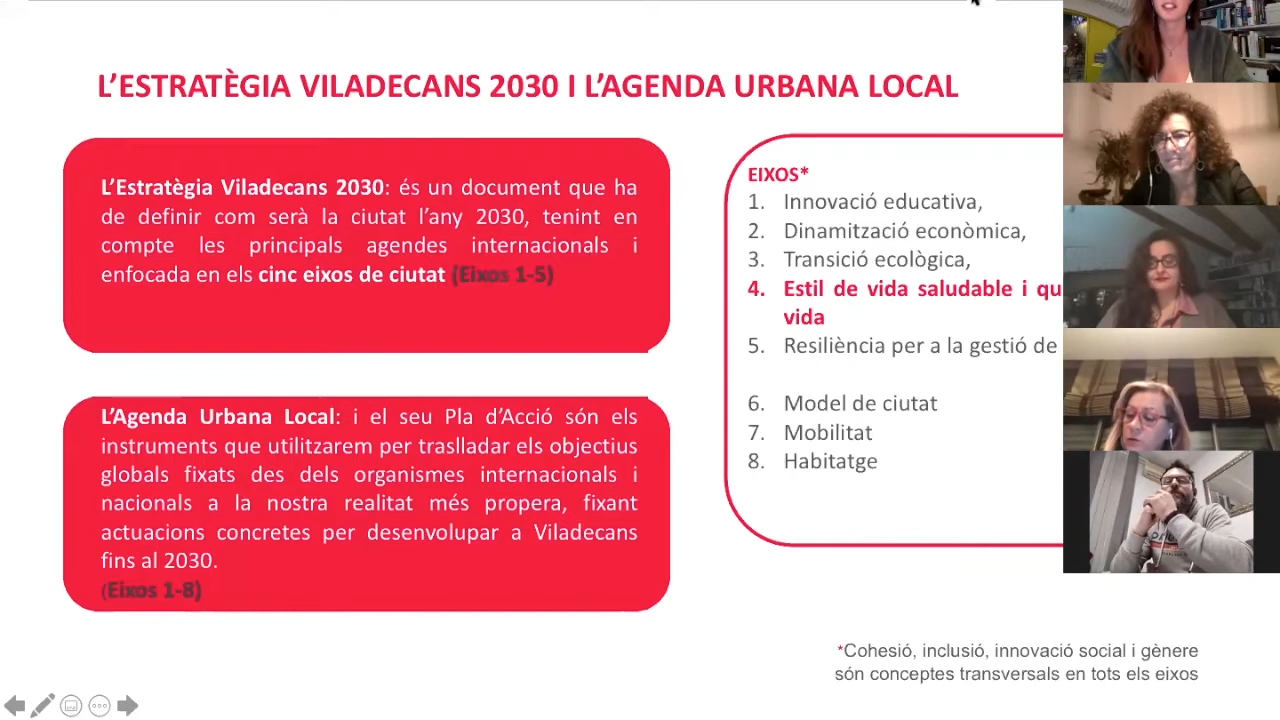 L'ESTRATÈGIA VILADECANS 2030 I L'AGENDA URBANA LOCAL
L'Estratègia Viladecans 2030: és un document que ha
de definir com serà la ciutat l'any 2030, tenint en
compte les principals agendes internacionals i
enfocada en els cinc eixos de ciutat (Eixos 1-5)
L'Agenda Urbana Local: i el seu Pla d'Acció són els
instruments que utilitzarem per traslladar els objectius
globals fixats des dels organismes internacionals i
nacionals a la nostra realitat més propera, fixant
actuacions concretes per desenvolupar a Viladecans
fins al 2030.
(Eixos 1-8)
EIXOS*
1. Innovació educativa,
2. Dinamització econòmica,
3. Transició ecològica,
4. Estil de vida saludable i qu
vida
5. Resiliència per a la gestió de
6. Model de ciutat
7. Mobilitat
8. Habitatge
*Cohesió, inclusió, innovació social i gènere
són conceptes transversals en tots els eixos